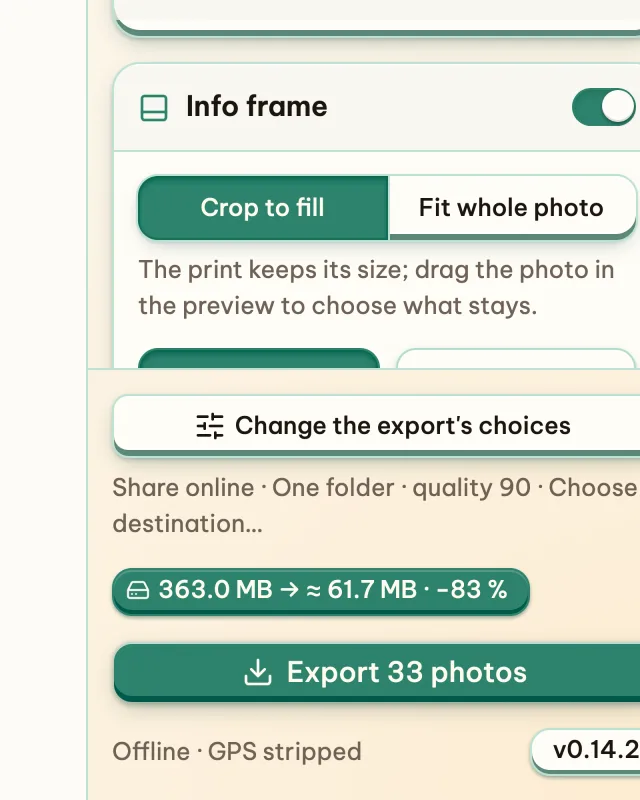 Info frame
Crop to fill
Fit whole photo
The print keeps its size; drag the photo in
the preview to choose what stays.
Change the export's choices
Share online · One folder · quality 90 · Choose
destination…
363.0 MB → ≈ 61.7 MB · −83 %
Export 33 photos
Offline · GPS stripped
v0.14.2